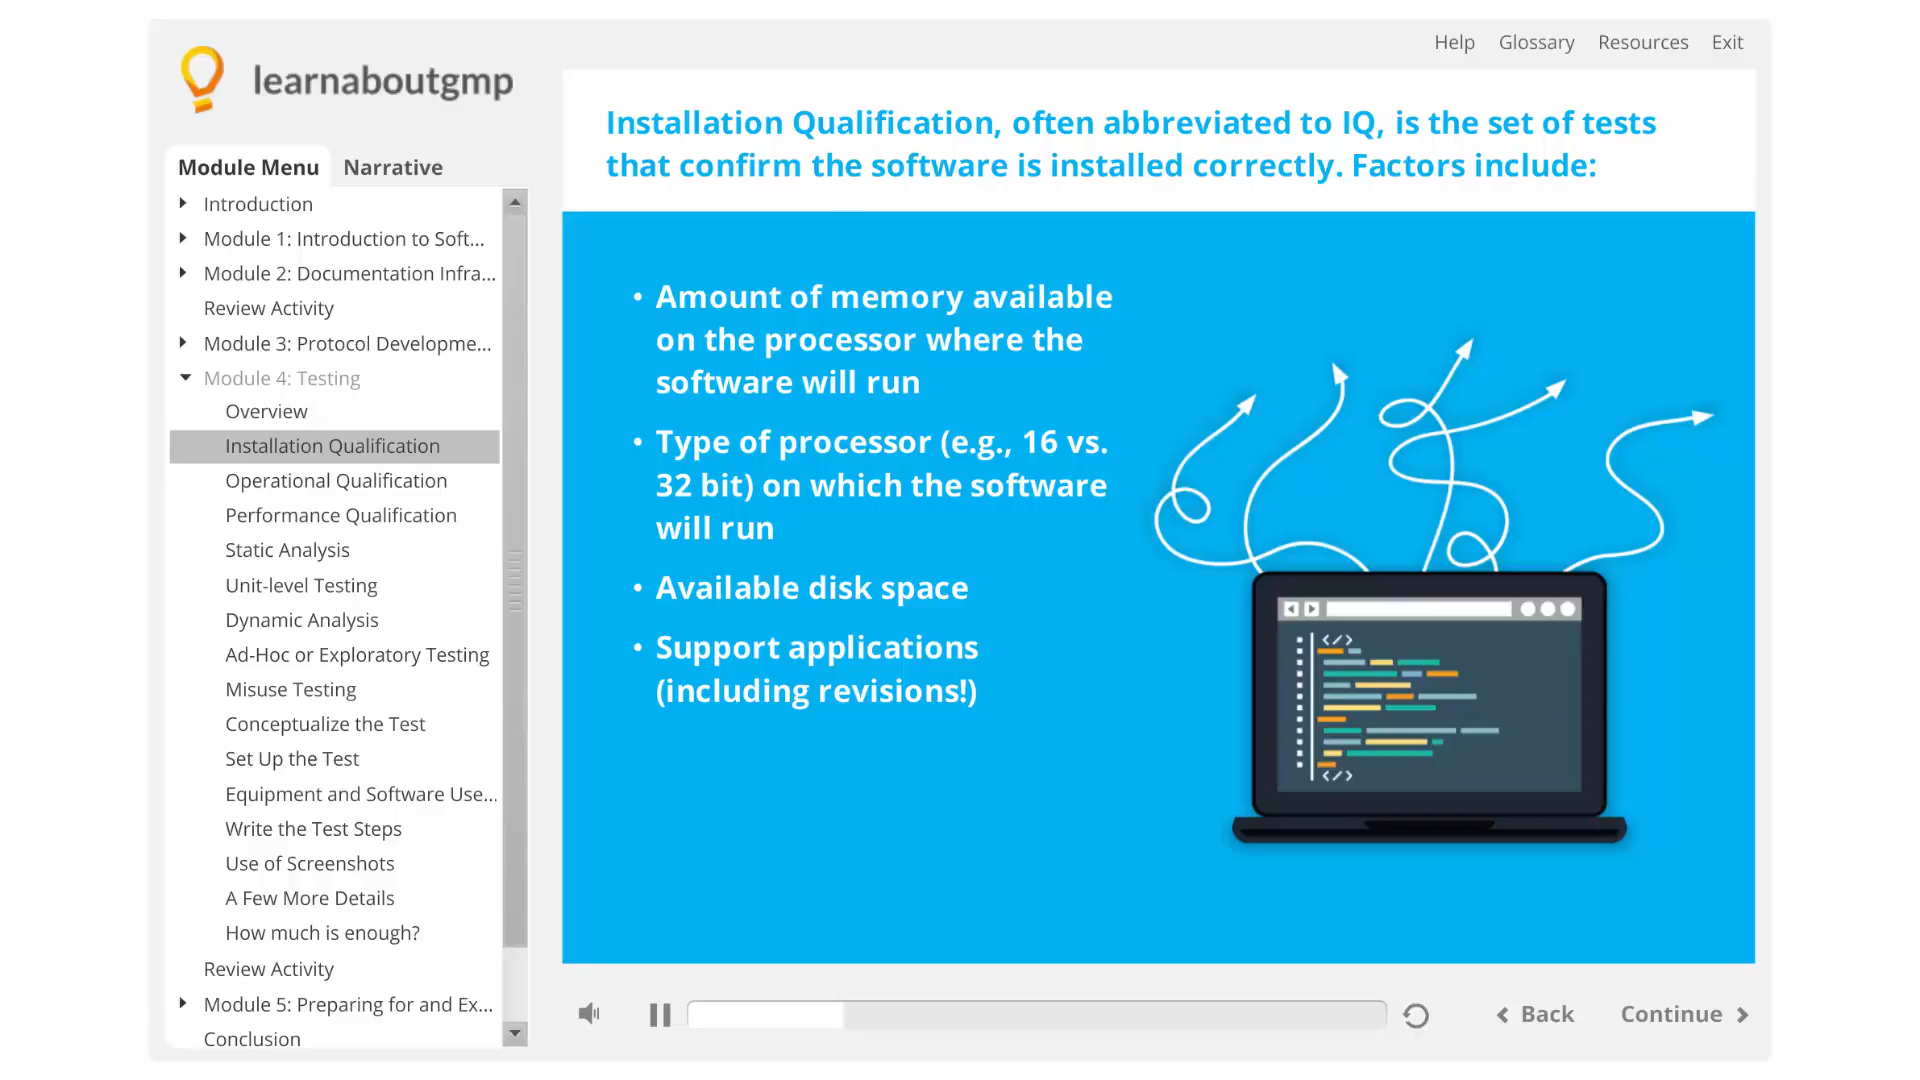 Help Glossary Resources Exit
learnaboutgmp
Module Menu Narrative
Introduction
Module 1: Introduction to Soft...
Module 2: Documentation Infra...
Review Activity
Module 3: Protocol Developme...
Module 4: Testing
Overview
Installation Qualification
Operational Qualification
Performance Qualification
Static Analysis
Unit-level Testing
Dynamic Analysis
Ad-Hoc or Exploratory Testing
Misuse Testing
Conceptualize the Test
Set Up the Test
Equipment and Software Use...
Write the Test Steps
Use of Screenshots
A Few More Details
How much is enough?
Review Activity
Module 5: Preparing for and Ex...
Conclusion
Installation Qualification, often abbreviated to IQ, is the set of tests
that confirm the software is installed correctly. Factors include:
• Amount of memory available
on the processor where the
software will run
• Type of processor (e.g., 16 vs.
32 bit) on which the software
will run
• Available disk space
• Support applications
(including revisions!)
</>
</>
Back Continue